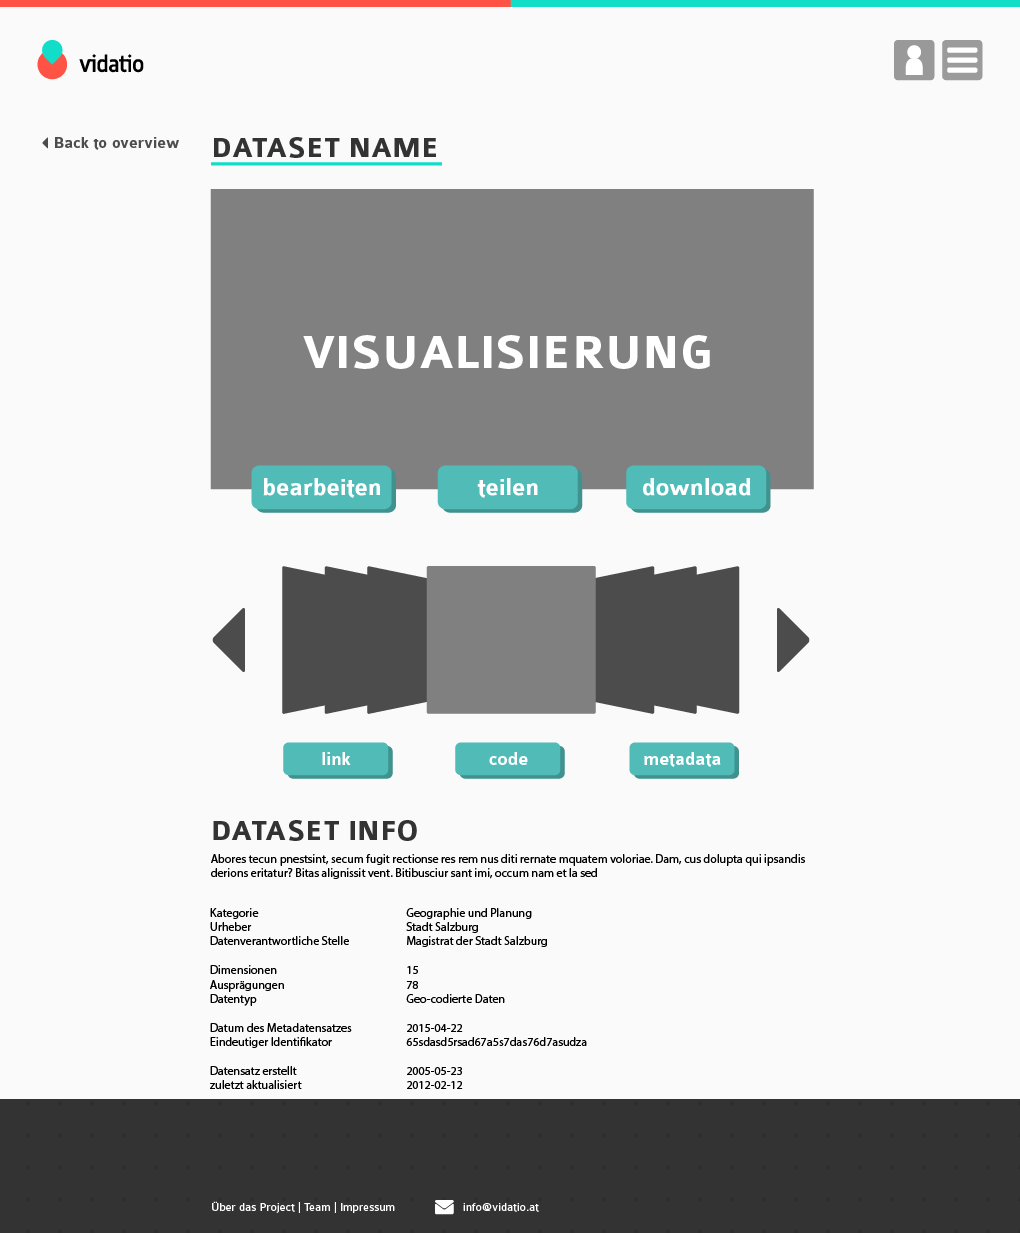 vidatio
Back to overview
DATASET NAME
VISUALISIERUNG
bearbeiten
teilen
download
link
code
metadata
DATASET INFO
Abores tecun pnestsint, secum fugit rectionse res rem nus diti rernate mquatem voloriae. Dam, cus dolupta qui ipsandis
derions eritatur? Bitas alignissit vent. Bitibusciur sant imi, occum nam et la sed
Kategorie Geographie und Planung
Urheber Stadt Salzburg
Datenverantwortliche Stelle Magistrat der Stadt Salzburg
Dimensionen 15
Ausprägungen 78
Datentyp Geo-codierte Daten
Datum des Metadatensatzes 2015-04-22
Eindeutiger Identifikator 65sdasd5rsad67a5s7das76d7asudza
Datensatz erstellt 2005-05-23
zuletzt aktualisiert 2012-02-12
Über das Project | Team | Impressum info@vidatio.at